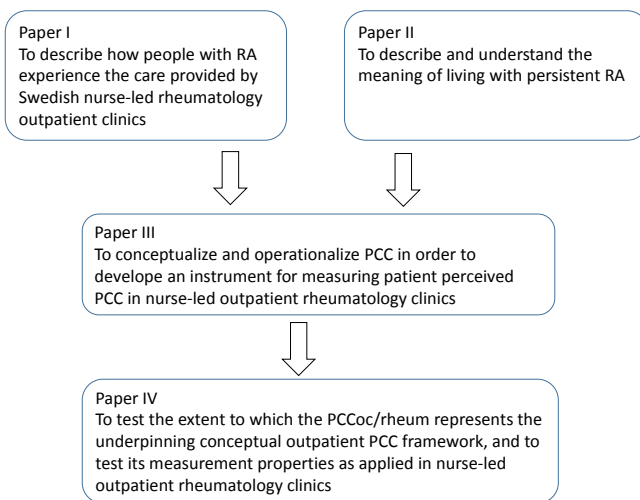 Paper I
To describe how people with RA
experience the care provided by
Swedish nurse-led rheumatology
outpatient clinics
Paper II
To describe and understand the
meaning of living with persistent RA
Paper III
To conceptualize and operationalize PCC in order to
develope an instrument for measuring patient perceived
PCC in nurse-led outpatient rheumatology clinics
Paper IV
To test the extent to which the PCCoc/rheum represents the
underpinning conceptual outpatient PCC framework, and to
test its measurement properties as applied in nurse-led
outpatient rheumatology clinics